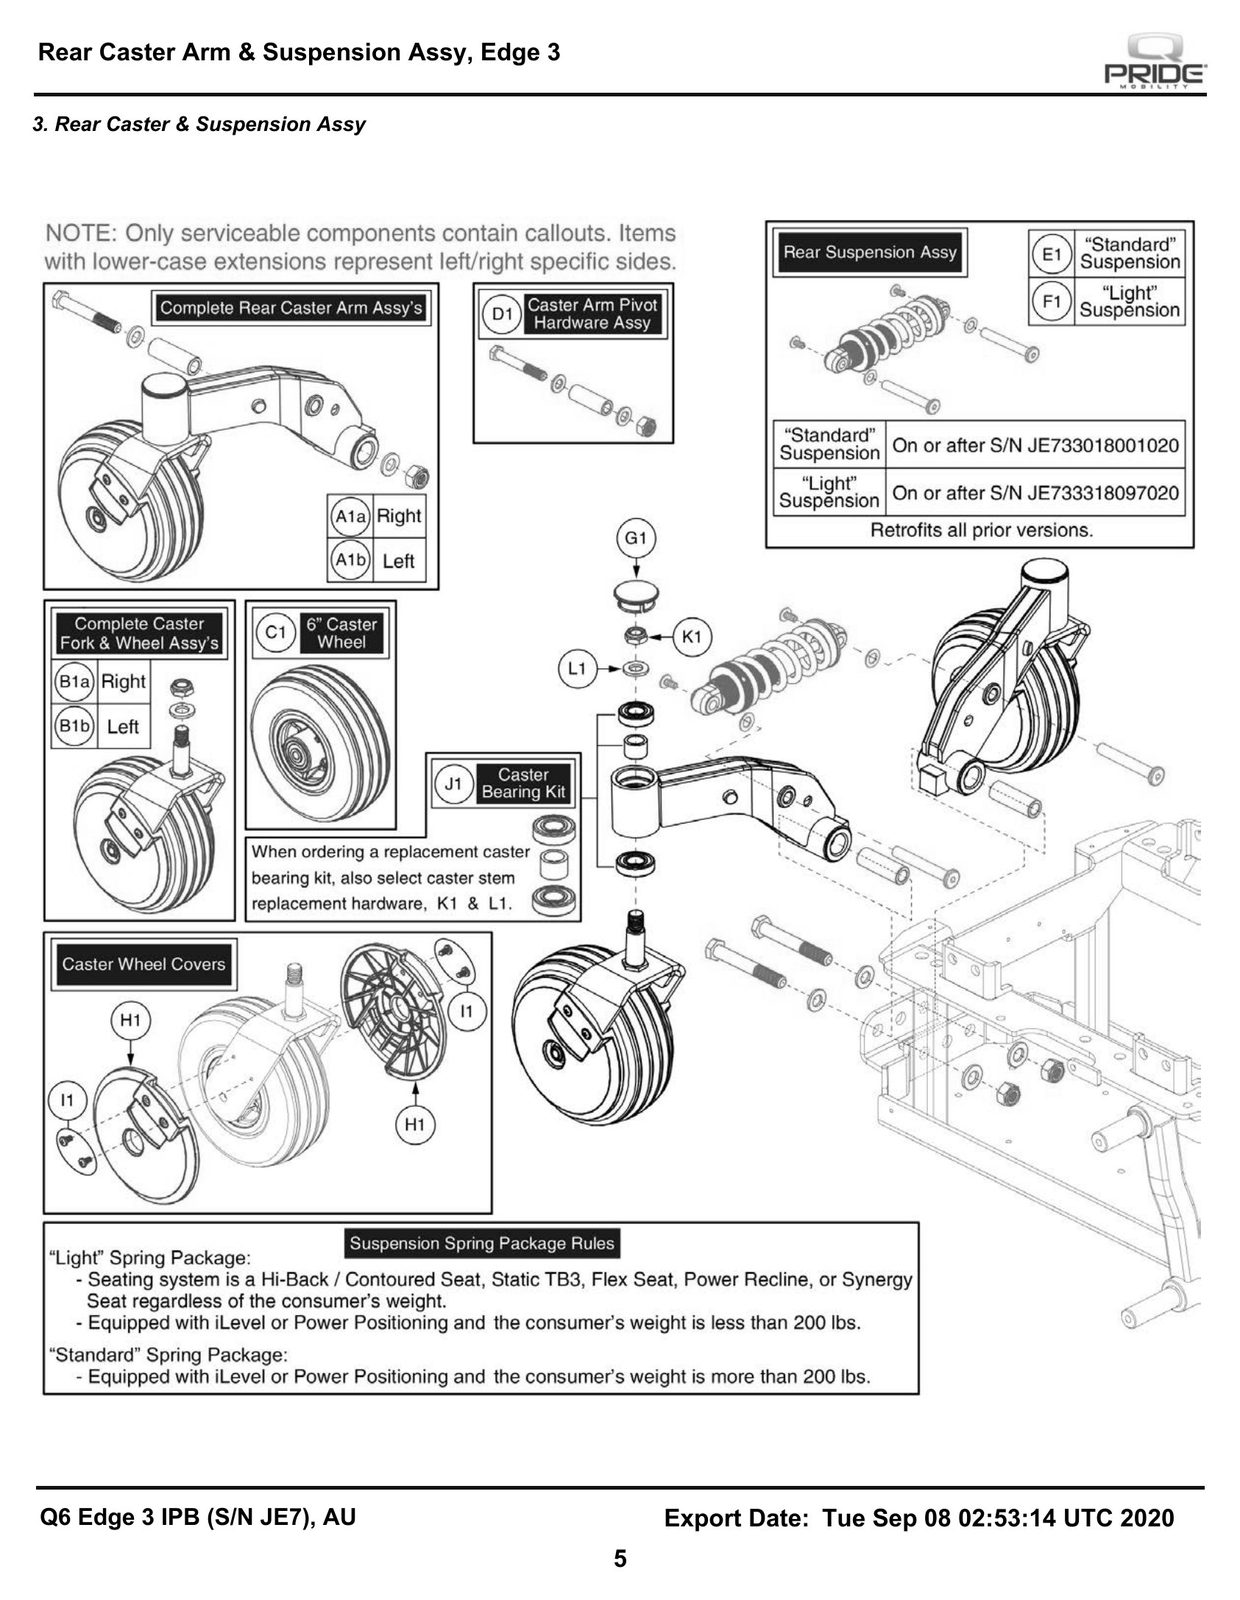 Rear Caster Arm & Suspension Assy, Edge 3
PRIDE
MOBILITY
3. Rear Caster & Suspension Assy
NOTE: Only serviceable components contain callouts. Items
with lower-case extensions represent left/right specific sides.
Complete Rear Caster Arm Assy’s
A1a Right
A1b Left
D1 Caster Arm Pivot
Hardware Assy
Rear Suspension Assy
E1 “Standard”
Suspension
F1 “Light”
Suspension
“Standard”
Suspension On or after S/N JE733018001020
“Light”
Suspension On or after S/N JE733318097020
Retrofits all prior versions.
Complete Caster
Fork & Wheel Assy’s
B1a Right
B1b Left
C1 6” Caster
Wheel
G1
K1
L1
J1 Caster
Bearing Kit
When ordering a replacement caster
bearing kit, also select caster stem
replacement hardware, K1 & L1.
Caster Wheel Covers
H1
I1
I1
H1
Suspension Spring Package Rules
“Light” Spring Package:
- Seating system is a Hi-Back / Contoured Seat, Static TB3, Flex Seat, Power Recline, or Synergy
Seat regardless of the consumer’s weight.
- Equipped with iLevel or Power Positioning and the consumer’s weight is less than 200 lbs.
“Standard” Spring Package:
- Equipped with iLevel or Power Positioning and the consumer’s weight is more than 200 lbs.
Q6 Edge 3 IPB (S/N JE7), AU
Export Date: Tue Sep 08 02:53:14 UTC 2020
5